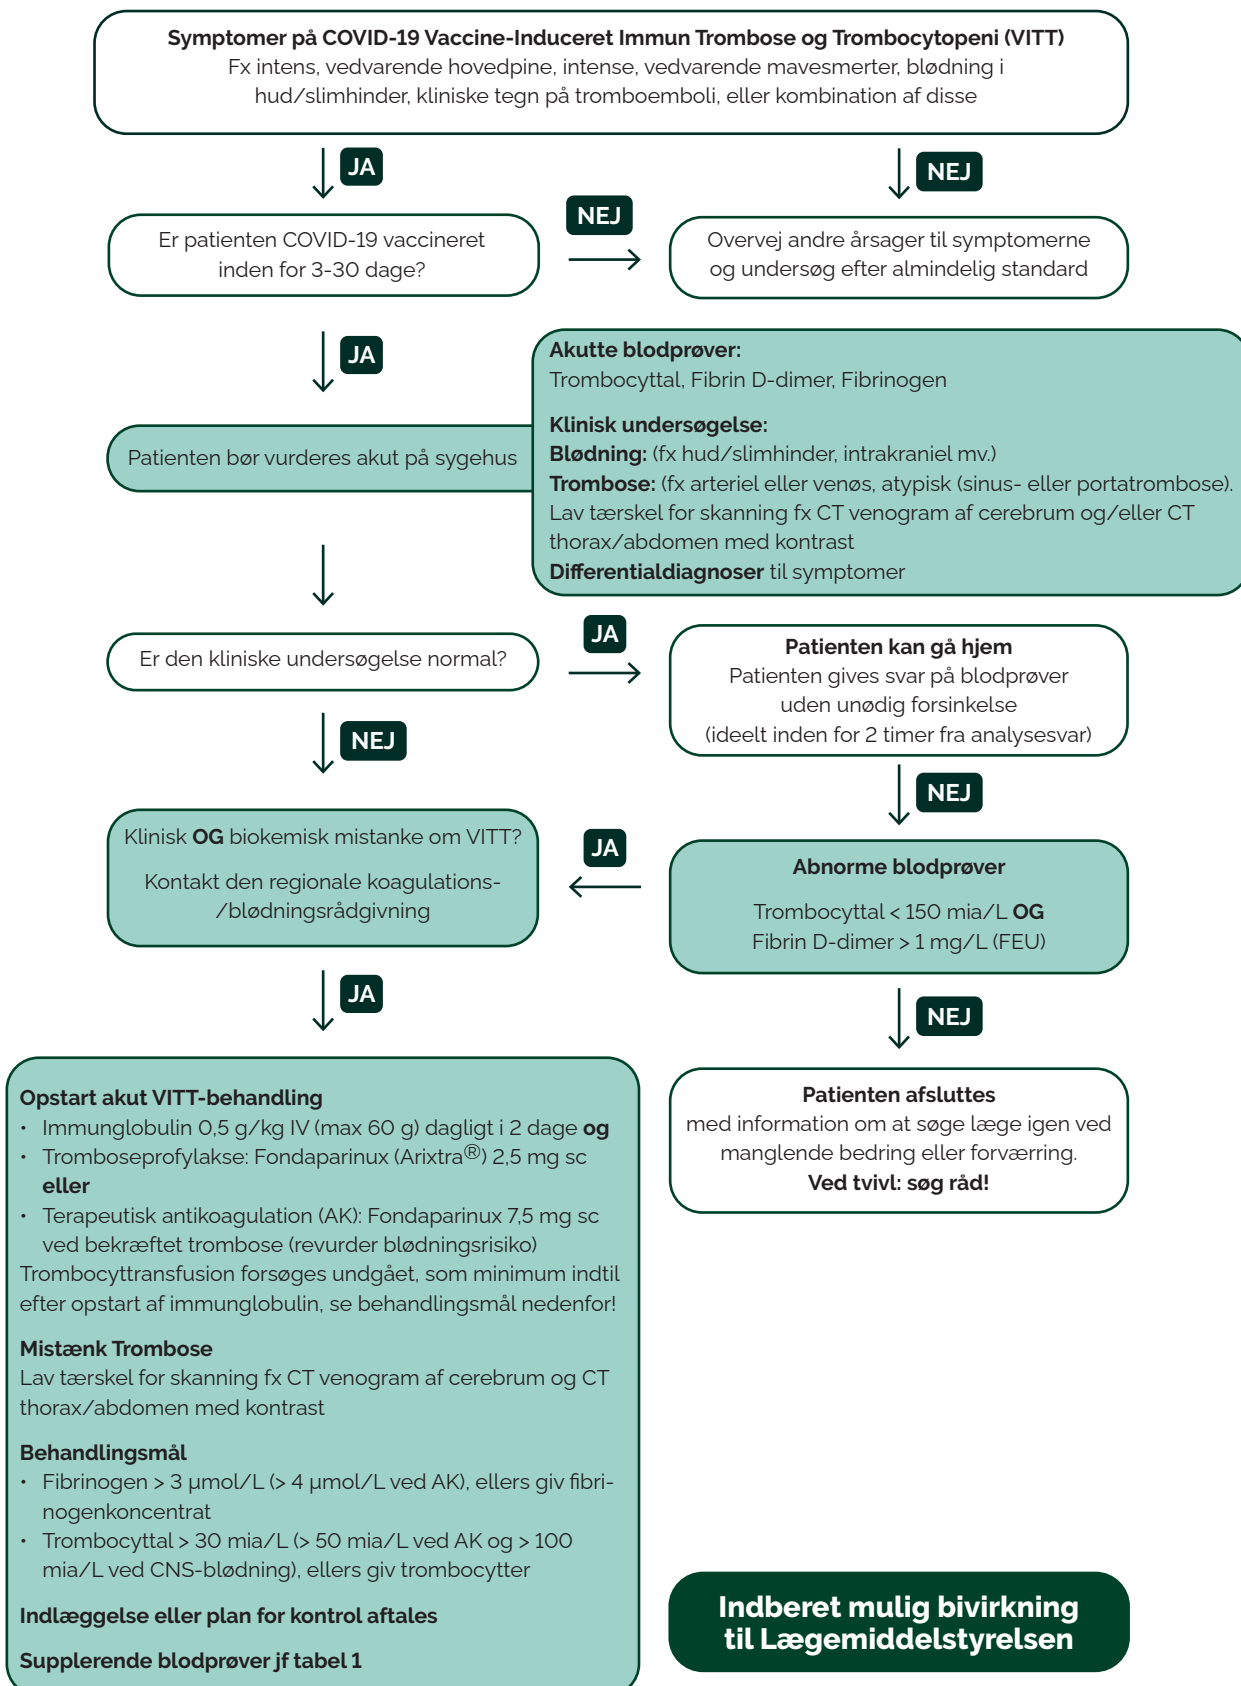 Symptomer på COVID-19 Vaccine-Induceret Immun Trombose og Trombocytopeni (VITT)
Fx intens, vedvarende hovedpine, intense, vedvarende mavesmerter, blødning i
hud/slimhinder, kliniske tegn på tromboemboli, eller kombination af disse
JA
NEJ
Er patienten COVID-19 vaccineret
inden for 3-30 dage?
NEJ
Overvej andre årsager til symptomerne
og undersøg efter almindelig standard
JA
Patienten bør vurderes akut på sygehus
Akutte blodprøver:
Trombocyttal, Fibrin D-dimer, Fibrinogen
Klinisk undersøgelse:
Blødning: (fx hud/slimhinder, intrakraniel mv.)
Trombose: (fx arteriel eller venøs, atypisk (sinus- eller portatrombose).
Lav tærskel for skanning fx CT venogram af cerebrum og/eller CT
thorax/abdomen med kontrast
Differentialdiagnoser til symptomer
Er den kliniske undersøgelse normal?
JA
Patienten kan gå hjem
Patienten gives svar på blodprøver
uden unødig forsinkelse
(ideelt inden for 2 timer fra analysesvar)
NEJ
NEJ
Klinisk OG biokemisk mistanke om VITT?
Kontakt den regionale koagulations-
/blødningsrådgivning
JA
Abnorme blodprøver
Trombocyttal < 150 mia/L OG
Fibrin D-dimer > 1 mg/L (FEU)
JA
NEJ
Opstart akut VITT-behandling
• Immunglobulin 0,5 g/kg IV (max 60 g) dagligt i 2 dage og
• Tromboseprofylakse: Fondaparinux (Arixtra®) 2,5 mg sc
eller
• Terapeutisk antikoagulation (AK): Fondaparinux 7,5 mg sc
ved bekræftet trombose (revurder blødningsrisiko)
Trombocyttransfusion forsøges undgået, som minimum indtil
efter opstart af immunglobulin, se behandlingsmål nedenfor!
Mistænk Trombose
Lav tærskel for skanning fx CT venogram af cerebrum og CT
thorax/abdomen med kontrast
Behandlingsmål
• Fibrinogen > 3 µmol/L (> 4 µmol/L ved AK), ellers giv fibri-
nogenkoncentrat
• Trombocyttal > 30 mia/L (> 50 mia/L ved AK og > 100
mia/L ved CNS-blødning), ellers giv trombocytter
Indlæggelse eller plan for kontrol aftales
Supplerende blodprøver jf tabel 1
Patienten afsluttes
med information om at søge læge igen ved
manglende bedring eller forværring.
Ved tvivl: søg råd!
Indberet mulig bivirkning
til Lægemiddelstyrelsen